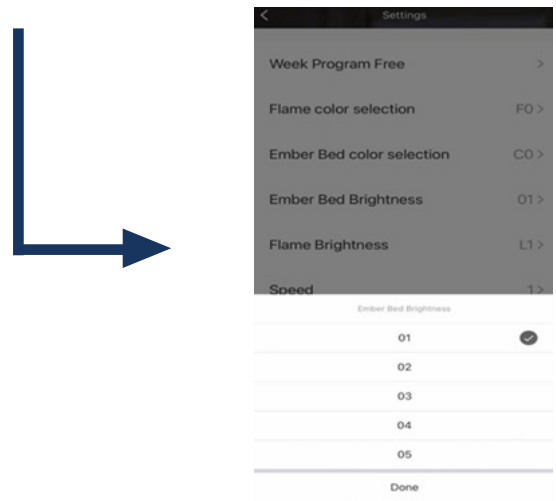 Settings
Week Program Free >
Flame color selection F0 >
Ember Bed color selection C0 >
Ember Bed Brightness 01 >
Flame Brightness L1 >
Speed 1 >
Ember Bed Brightness
01
02
03
04
05
Done